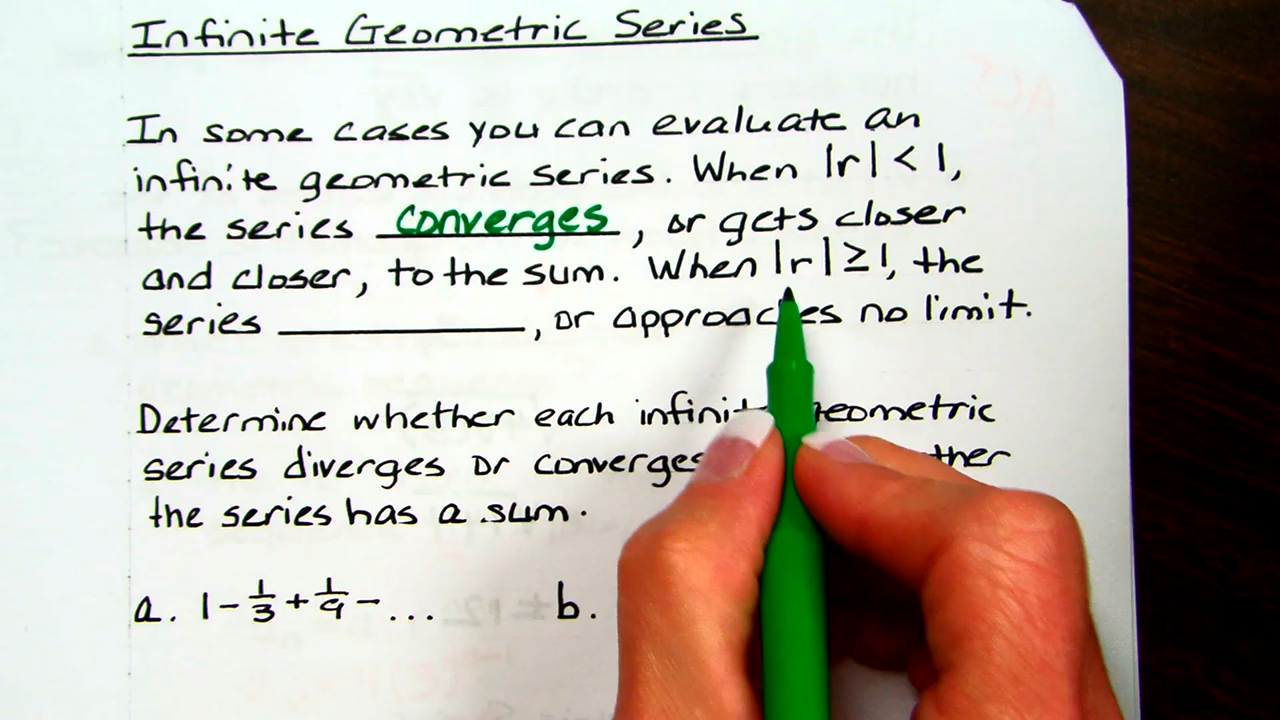 Infinite Geometric Series
In some cases you can evaluate an
infinite geometric series. When |r| < 1,
the series converges, or gets closer
and closer, to the sum. When |r| ≥ 1, the
series __________, or approaches no limit.
Determine whether each infinite geometric
series diverges or converges
the series has a sum.
a. 1 - 1/3 + 1/9 - ... b.